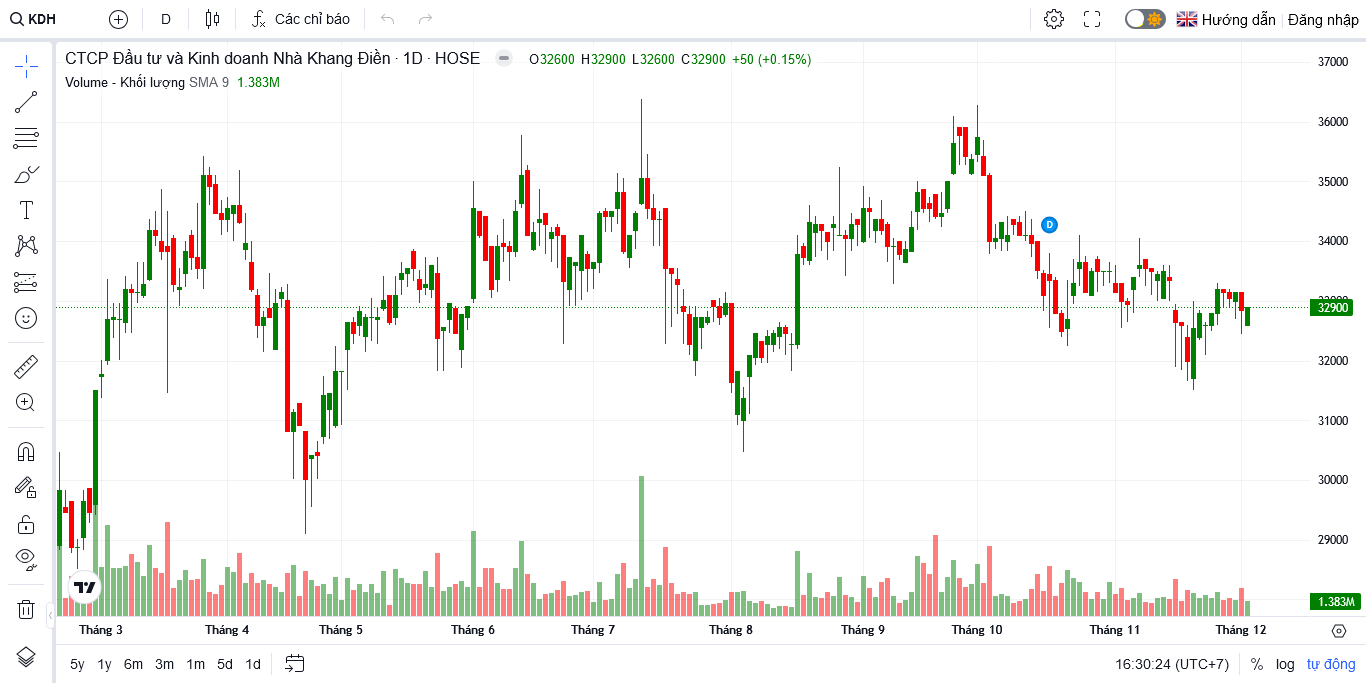 KDH D Các chỉ báo Hướng dẫn Đăng nhập
CTCP Đầu tư và Kinh doanh Nhà Khang Điền · 1D · HOSE O32600 H32900 L32600 C32900 +50 (+0.15%)
Volume - Khối lượng SMA 9 1.383M
37000
36000
35000
D
34000
32900
32000
31000
30000
29000
1.383M
Tháng 3 Tháng 4 Tháng 5 Tháng 6 Tháng 7 Tháng 8 Tháng 9 Tháng 10 Tháng 11 Tháng 12
5y 1y 6m 3m 1m 5d 1d 16:30:24 (UTC+7) % log tự động